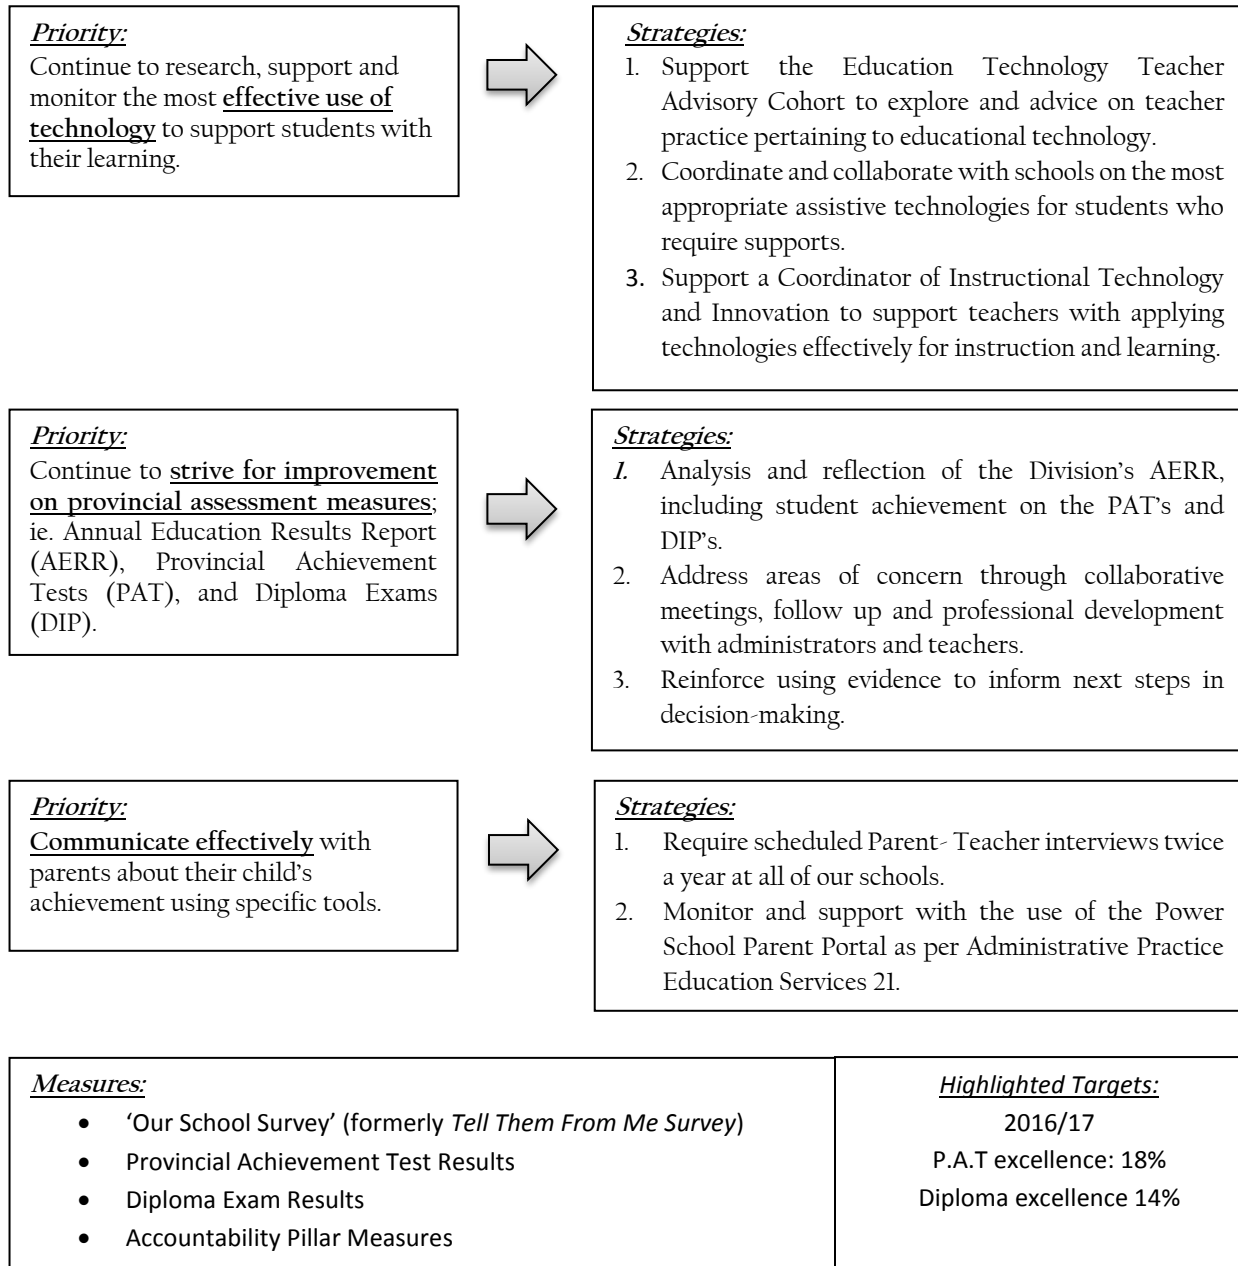 Priority:
Continue to research, support and
monitor the most effective use of
technology to support students with
their learning.
Strategies:
1. Support the Education Technology Teacher
Advisory Cohort to explore and advice on teacher
practice pertaining to educational technology.
2. Coordinate and collaborate with schools on the most
appropriate assistive technologies for students who
require supports.
3. Support a Coordinator of Instructional Technology
and Innovation to support teachers with applying
technologies effectively for instruction and learning.
Priority:
Continue to strive for improvement
on provincial assessment measures;
ie. Annual Education Results Report
(AERR), Provincial Achievement
Tests (PAT), and Diploma Exams
(DIP).
Strategies:
1. Analysis and reflection of the Division's AERR,
including student achievement on the PAT's and
DIP's.
2. Address areas of concern through collaborative
meetings, follow up and professional development
with administrators and teachers.
3. Reinforce using evidence to inform next steps in
decision-making.
Priority:
Communicate effectively with
parents about their child's
achievement using specific tools.
Strategies:
1. Require scheduled Parent- Teacher interviews twice
a year at all of our schools.
2. Monitor and support with the use of the Power
School Parent Portal as per Administrative Practice
Education Services 21.
Measures:
• 'Our School Survey' (formerly Tell Them From Me Survey)
• Provincial Achievement Test Results
• Diploma Exam Results
• Accountability Pillar Measures
Highlighted Targets:
2016/17
P.A.T excellence: 18%
Diploma excellence 14%